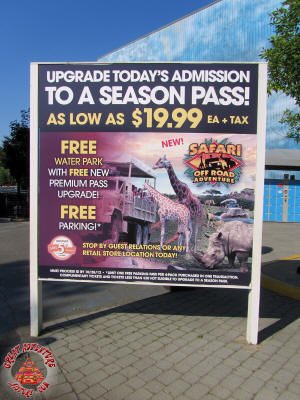 UPGRADE TODAY'S ADMISSION
TO A SEASON PASS!
AS LOW AS $19.99 EA + TAX
FREE
WATER PARK
WITH FREE NEW
PREMIUM PASS
UPGRADE!
FREE
PARKING!*
NEW!
SAFARI
OFF ROAD
ADVENTURE
STOP BY GUEST RELATIONS OR ANY
RETAIL STORE LOCATION TODAY!
GREAT ADVENTURE